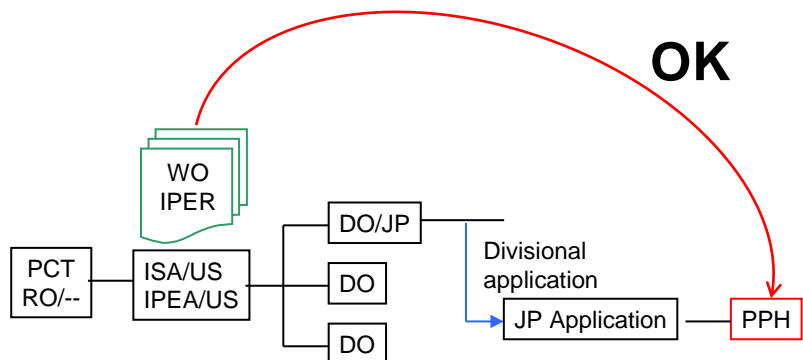 OK
WO
IPER
DO/JP
PCT
RO/--
ISA/US
IPEA/US
DO
DO
Divisional
application
JP Application
PPH